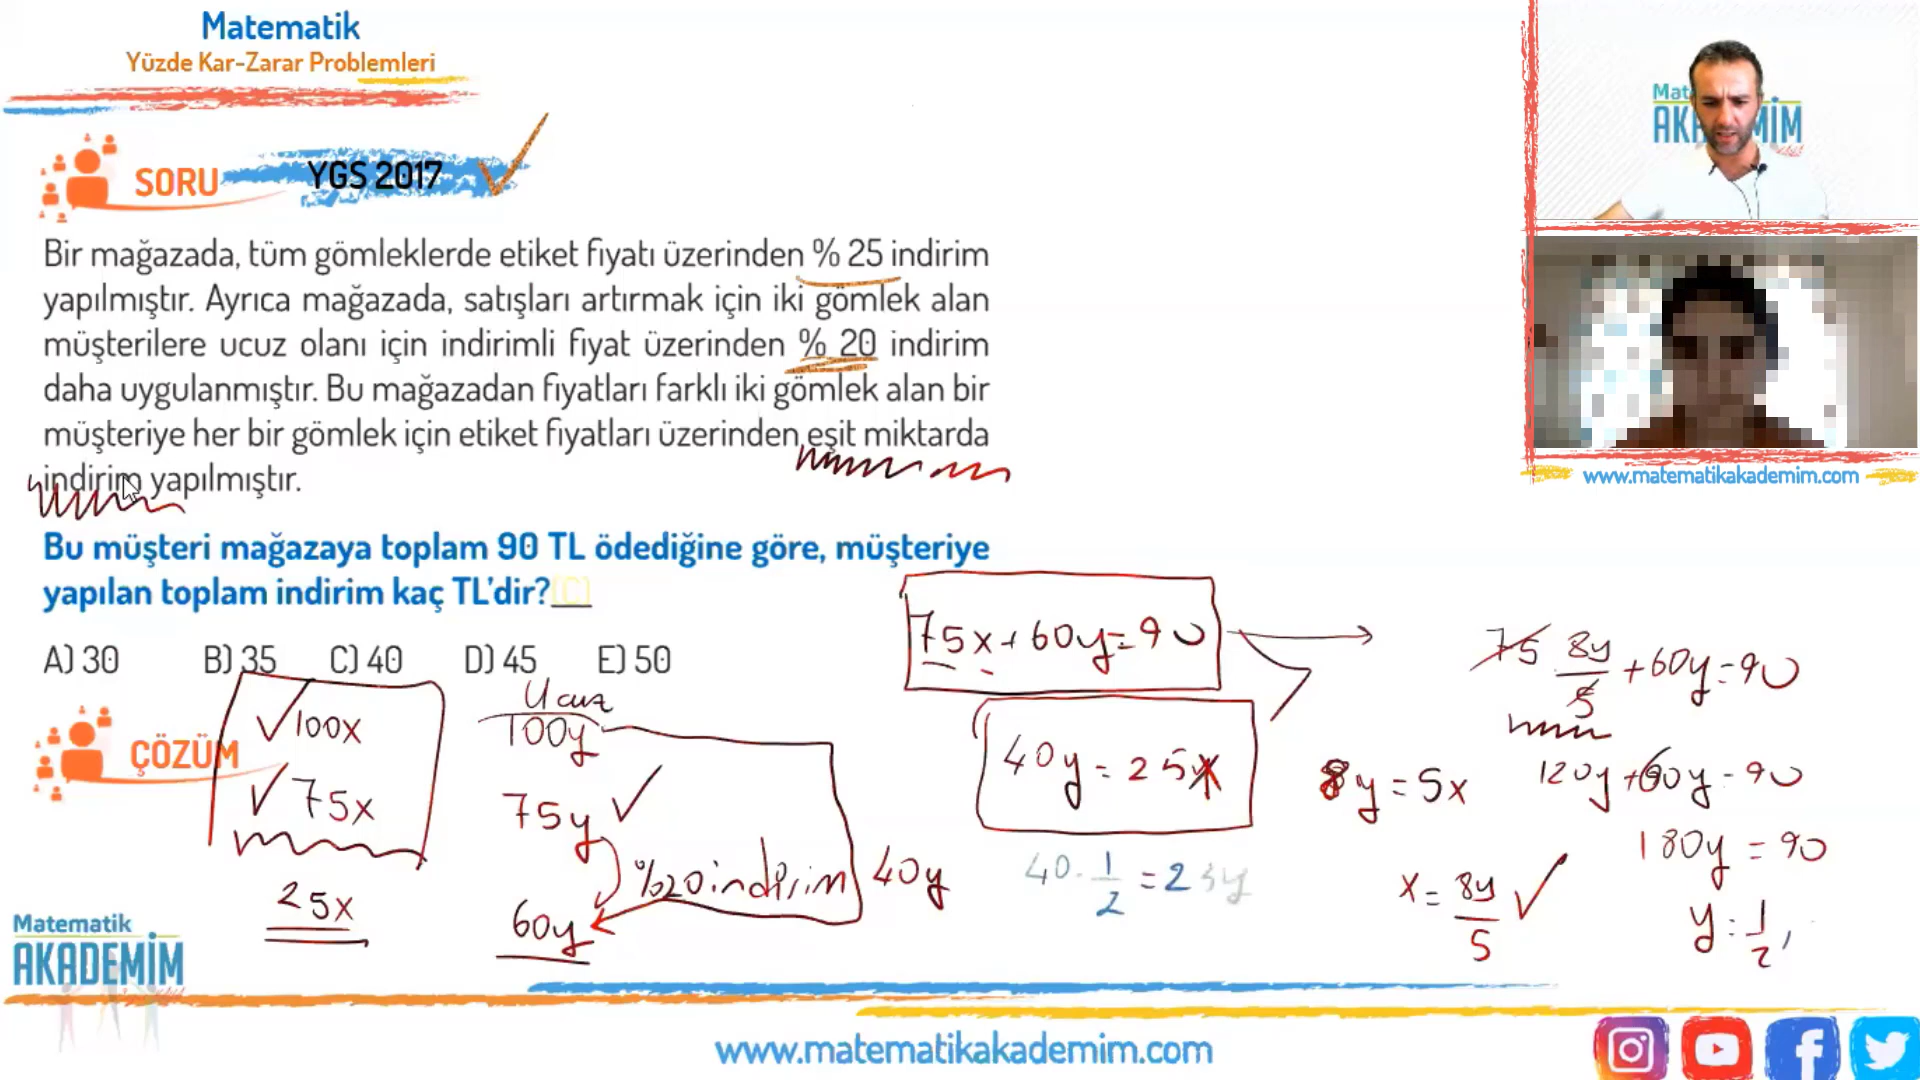 Matematik
Yüzde Kar-Zarar Problemleri
SORU
YGS 2017
Bir mağazada, tüm gömleklerde etiket fiyatı üzerinden % 25 indirim
yapılmıştır. Ayrıca mağazada, satışları artırmak için iki gömlek alan
müşterilere ucuz olanı için indirimli fiyat üzerinden % 20 indirim
daha uygulanmıştır. Bu mağazadan fiyatları farklı iki gömlek alan bir
müşteriye her bir gömlek için etiket fiyatları üzerinden eşit miktarda
indirim yapılmıştır.
Bu müşteri mağazaya toplam 90 TL ödediğine göre, müşteriye
yapılan toplam indirim kaç TL'dir? (C)
A) 30 B) 35 C) 40 D) 45 E) 50
ÇÖZÜM
100x
75x
25x
Ucuz
100y
75y
%20 indirim
60y
40y
75x+60y=90
40y=25x
40·1/2=2
8y=5x
x=8y/5
75 8y/5+60y=90
120y+60y=90
180y=90
y=1/2
Matematik
AKADEMİM
www.matematikakademim.com
Mat
AKADEMİM
www.matematikakademim.com